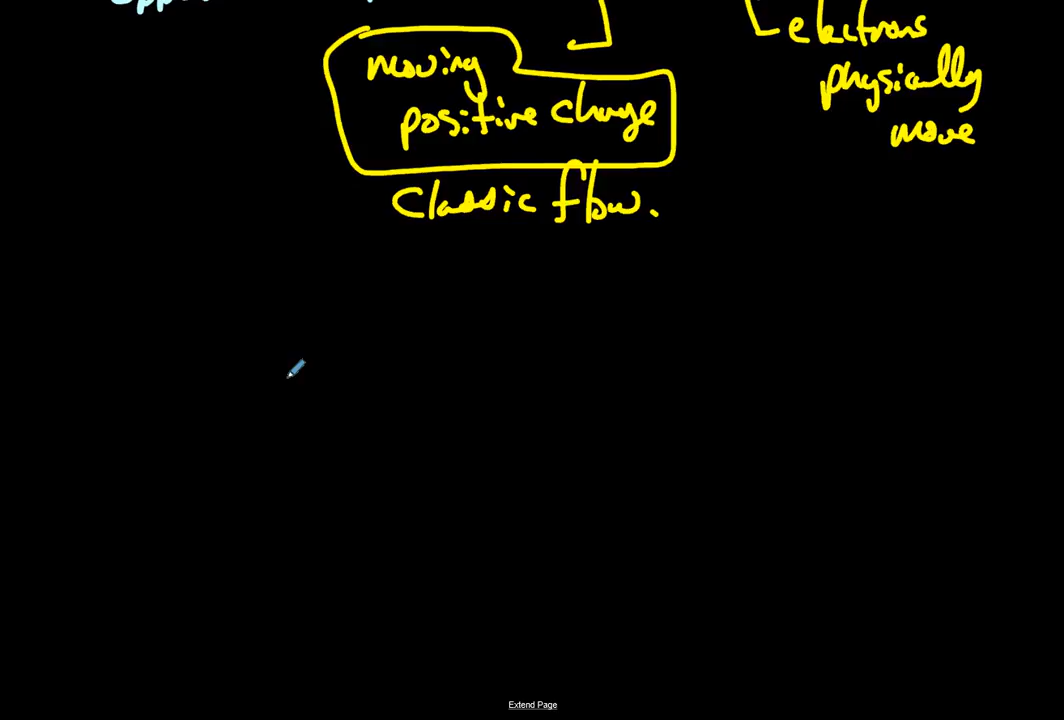 electrons
moving
physically
positive charge
move
Classic flow.
Extend Page